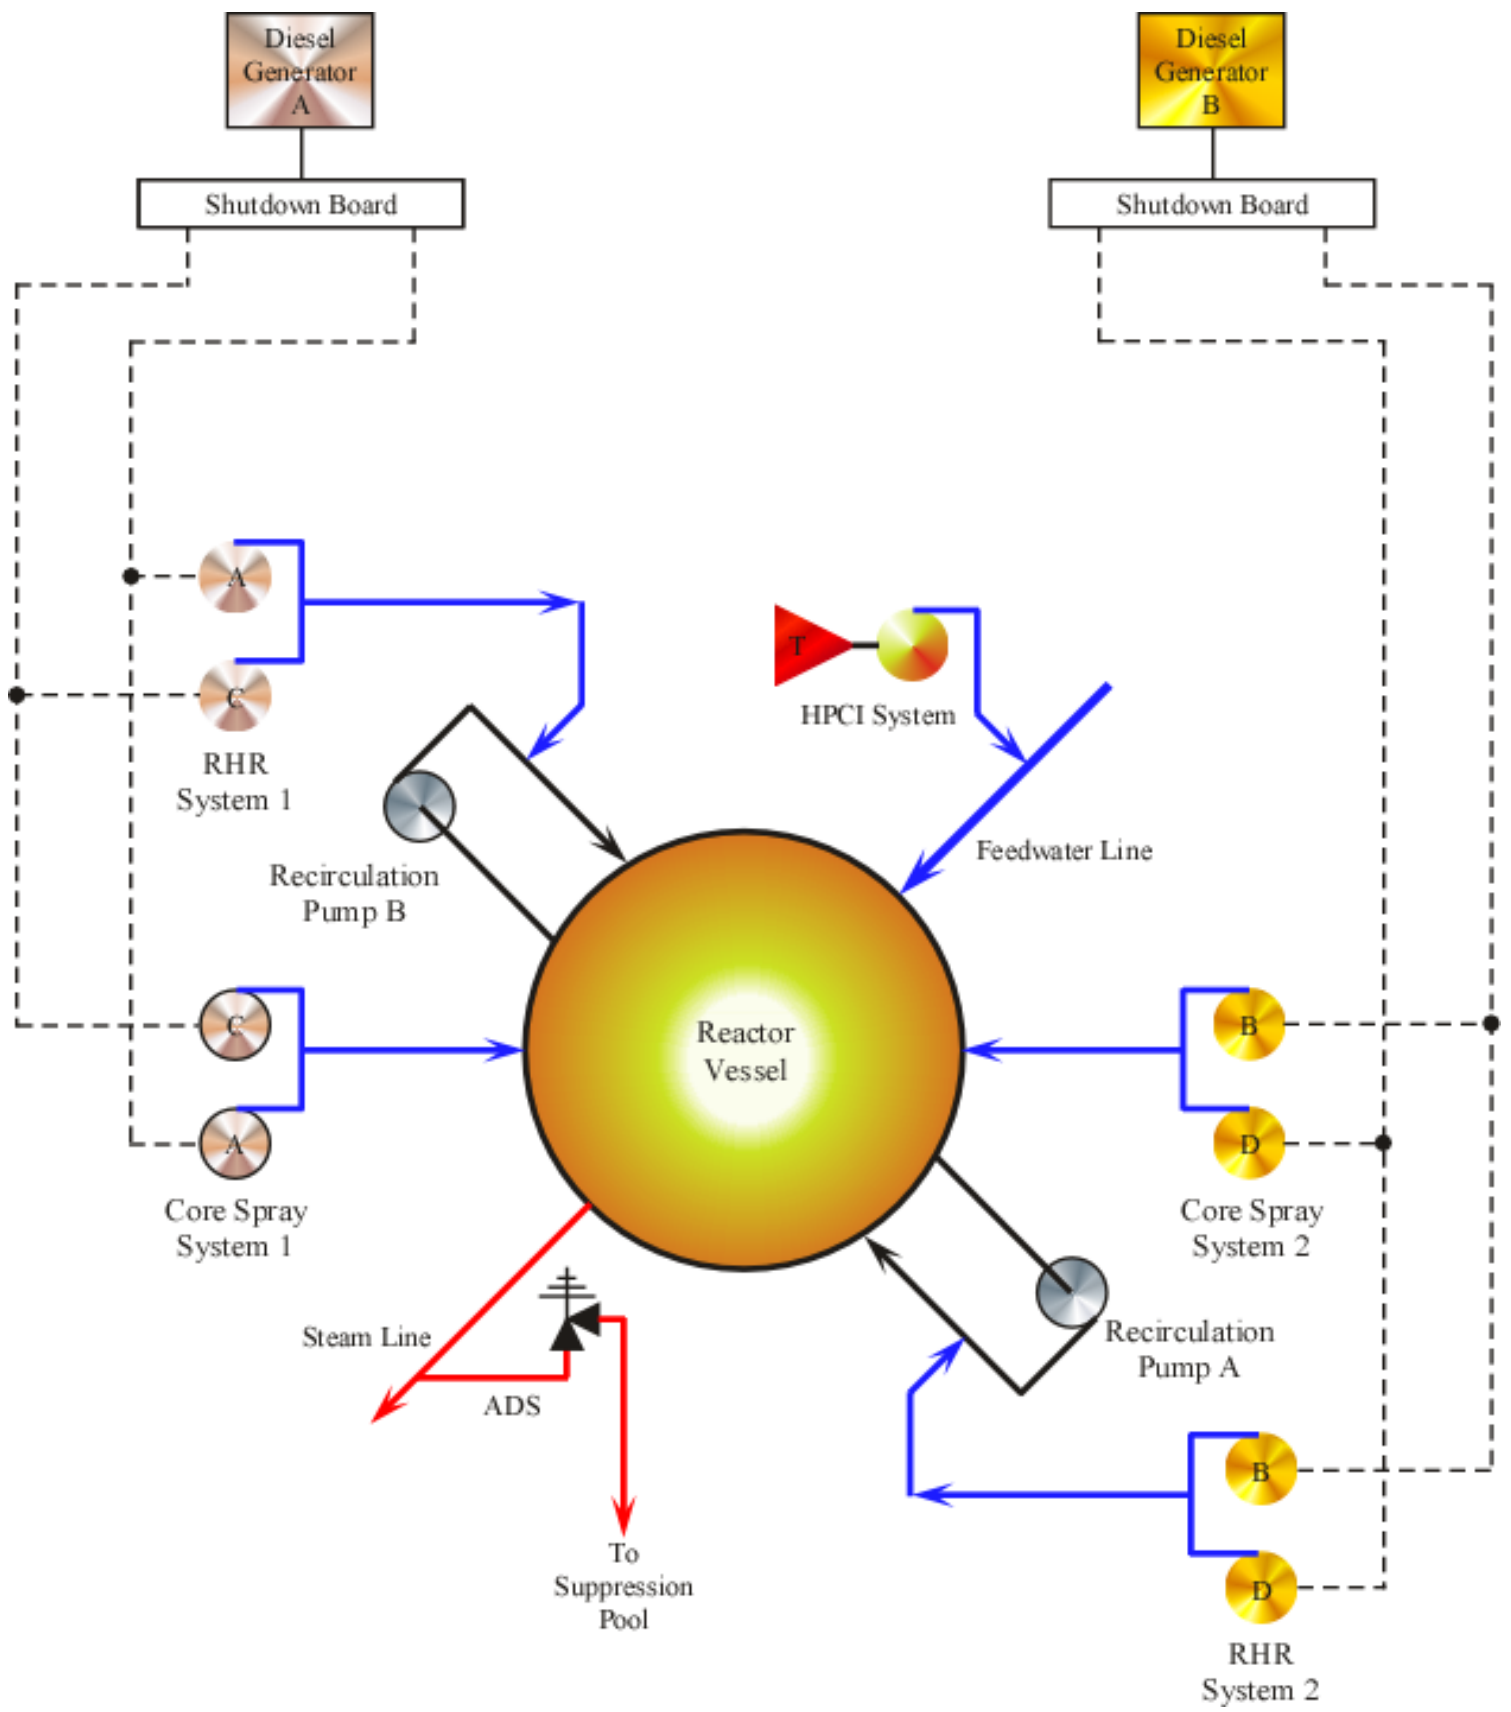 Diesel
Generator
A
Diesel
Generator
B
Shutdown Board
Shutdown Board
A
C
RHR
System 1
T
HPCI System
Recirculation
Pump B
Feedwater Line
C
A
Core Spray
System 1
Reactor
Vessel
B
D
Core Spray
System 2
Steam Line
ADS
To
Suppression
Pool
Recirculation
Pump A
B
D
RHR
System 2